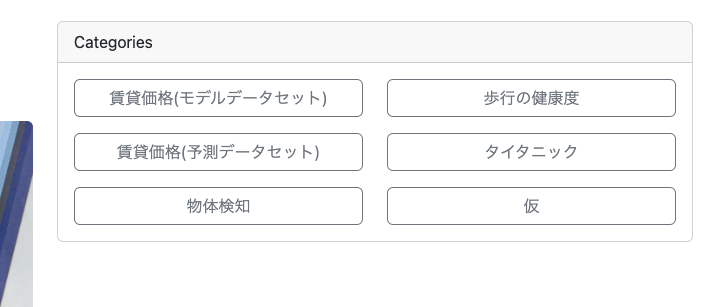 Categories
賃貸価格(モデルデータセット)
歩行の健康度
賃貸価格(予測データセット)
タイタニック
物体検知
仮